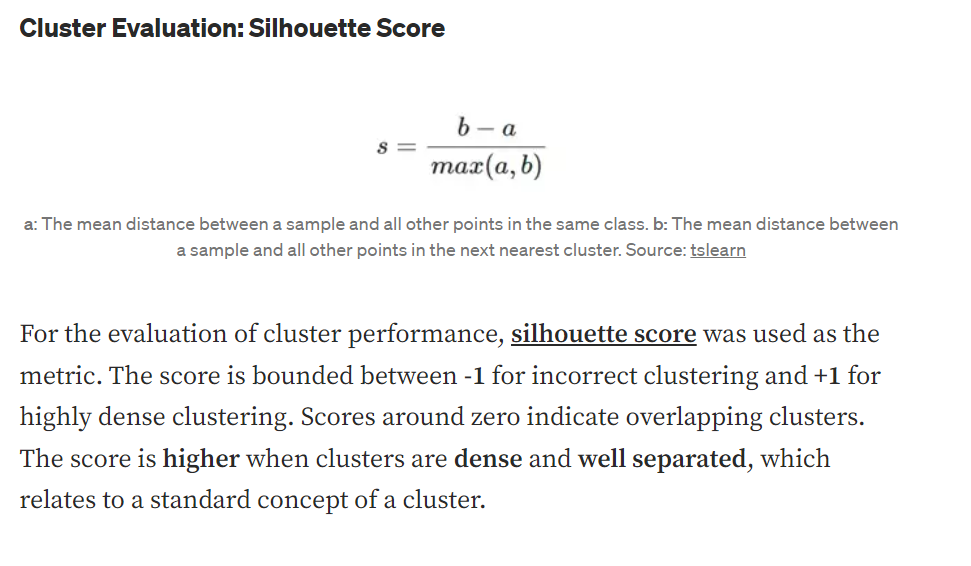 Cluster Evaluation: Silhouette Score
s = \frac{b - a}{max(a, b)}
a: The mean distance between a sample and all other points in the same class. b: The mean distance between
a sample and all other points in the next nearest cluster. Source: tslearn
For the evaluation of cluster performance, silhouette score was used as the
metric. The score is bounded between -1 for incorrect clustering and +1 for
highly dense clustering. Scores around zero indicate overlapping clusters.
The score is higher when clusters are dense and well separated, which
relates to a standard concept of a cluster.